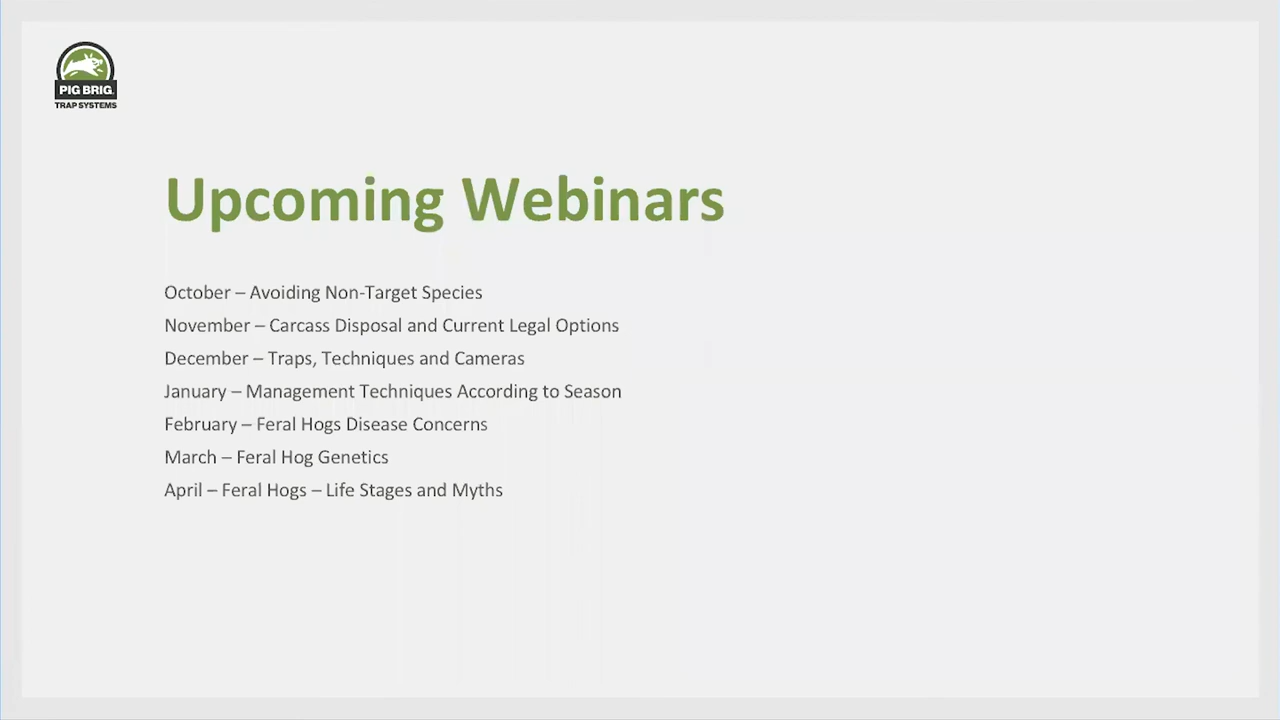 PIG BRIG
TRAP SYSTEMS
Upcoming Webinars
October – Avoiding Non-Target Species
November – Carcass Disposal and Current Legal Options
December – Traps, Techniques and Cameras
January – Management Techniques According to Season
February – Feral Hogs Disease Concerns
March – Feral Hog Genetics
April – Feral Hogs – Life Stages and Myths